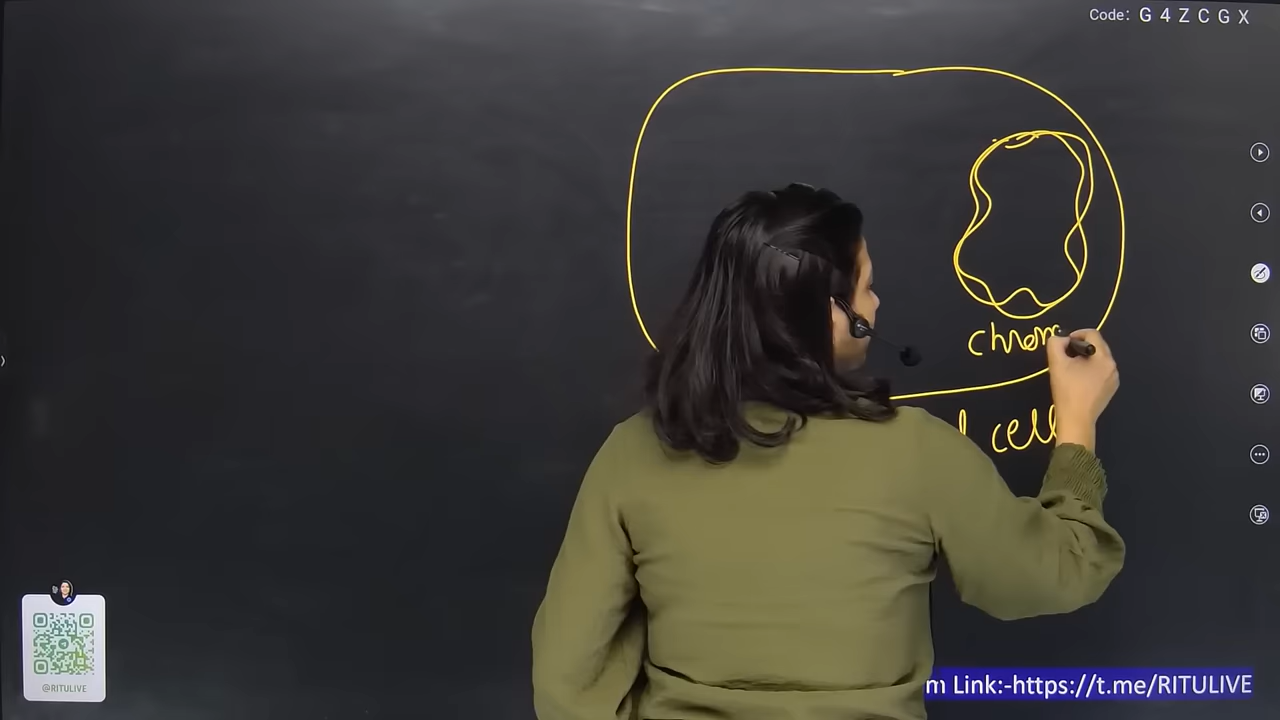 Code: G 4 Z C G X
chrom
cell
@RITULIVE
m Link:-https://t.me/RITULIVE